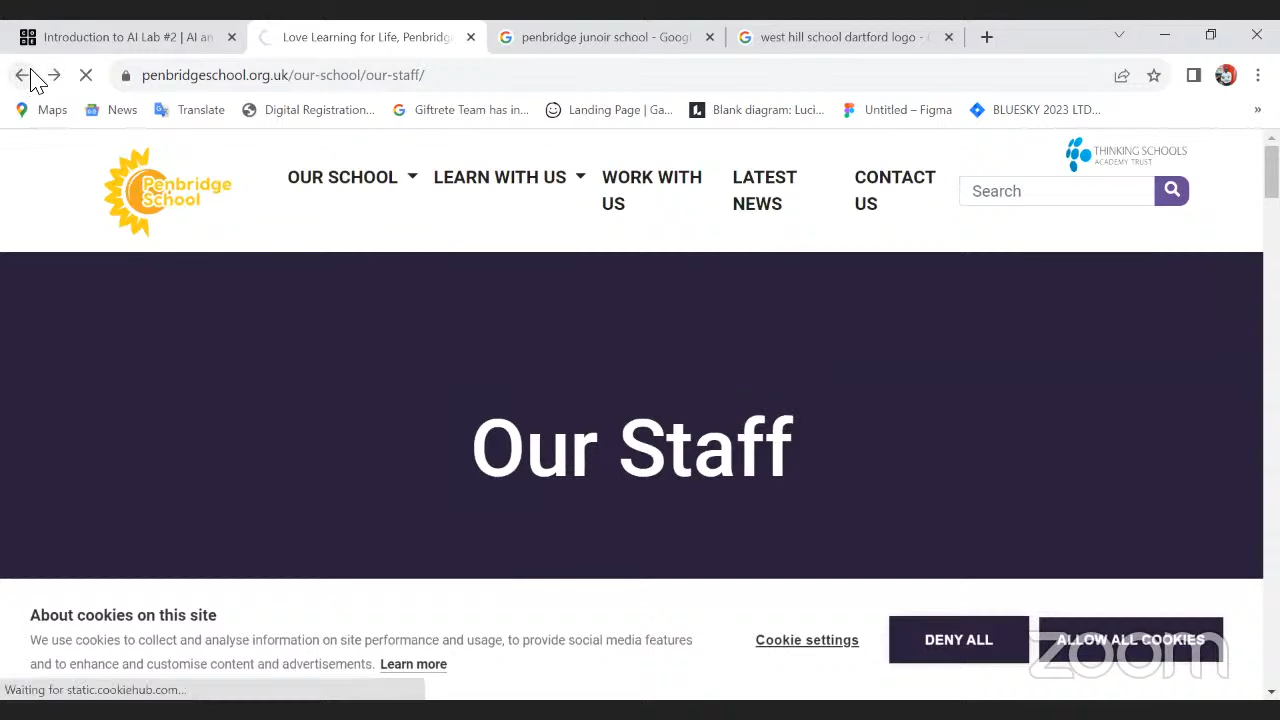 Introduction to AI Lab #2 | AI an
Love Learning for Life, Penbridg
penbridge junoir school - Googl
west hill school dartford logo - G
penbridgeschool.org.uk/our-school/our-staff/
Maps
News
Translate
Digital Registration...
Giftrete Team has in...
Landing Page | Ga...
Blank diagram: Luci...
Untitled – Figma
BLUESKY 2023 LTD...
»
Penbridge
School
OUR SCHOOL
LEARN WITH US
WORK WITH
US
LATEST
NEWS
CONTACT
US
THINKING SCHOOLS
ACADEMY TRUST
Search
Our Staff
About cookies on this site
We use cookies to collect and analyse information on site performance and usage, to provide social media features
and to enhance and customise content and advertisements. Learn more
Cookie settings
DENY ALL
ALLOW ALL COOKIES
zoom
Waiting for static.cookiehub.com...